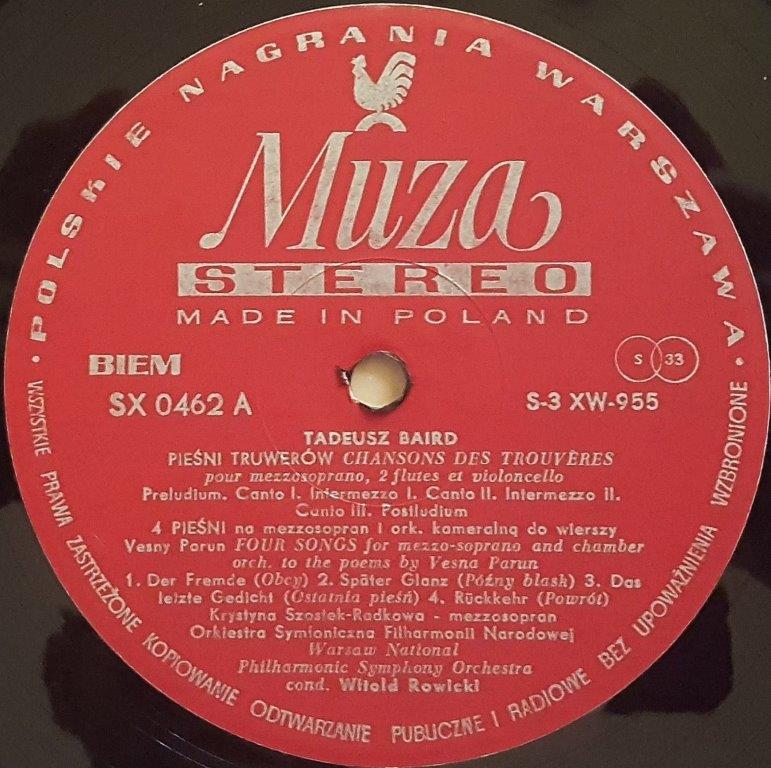 • POLSKIE NAGRANIA WARSZAWA •
Muza
STEREO
MADE IN POLAND
BIEM
S 33
SX 0462 A
S-3 XW-955
TADEUSZ BAIRD
PIEŚNI TRUWERÓW CHANSONS DES TROUVÈRES
pour mezzosoprano, 2 flutes et violoncello
Preludium. Canto I. Intermezzo I. Canto II. Intermezzo II.
Canto III. Postludium
4 PIEŚNI na mezzosopran i ork. kameralną do wierszy
Vesny Parun FOUR SONGS for mezzo-soprano and chamber
orch. to the poems by Vesna Parun
1. Der Fremde (Obcy) 2. Später Glanz (Późny blask) 3. Das
letzte Gedicht (Ostatnia pieśń) 4. Rückkehr (Powrót)
Krystyna Szostek-Radkowa - mezzosopran
Orkiestra Symfoniczna Filharmonii Narodowej
Warsaw National
Philharmonic Symphony Orchestra
cond. Witold Rowicki
WSZYSTKIE PRAWA ZASTRZEŻONE KOPIOWANIE ODTWARZANIE PUBLICZNE I RADIOWE BEZ UPOWAŻNIENIA WZBRONIONE